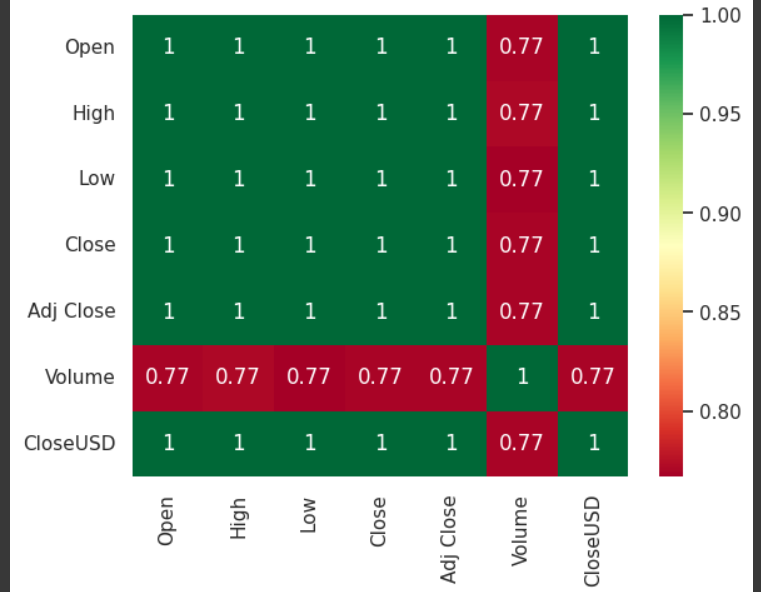 1.00
Open 1 1 1 1 1 0.77 1
0.95
High 1 1 1 1 1 0.77 1
Low 1 1 1 1 1 0.77 1
0.90
Close 1 1 1 1 1 0.77 1
Adj Close 1 1 1 1 1 0.77 1
0.85
Volume 0.77 0.77 0.77 0.77 0.77 1 0.77
0.80
CloseUSD 1 1 1 1 1 0.77 1
Open High Low Close Adj Close Volume CloseUSD